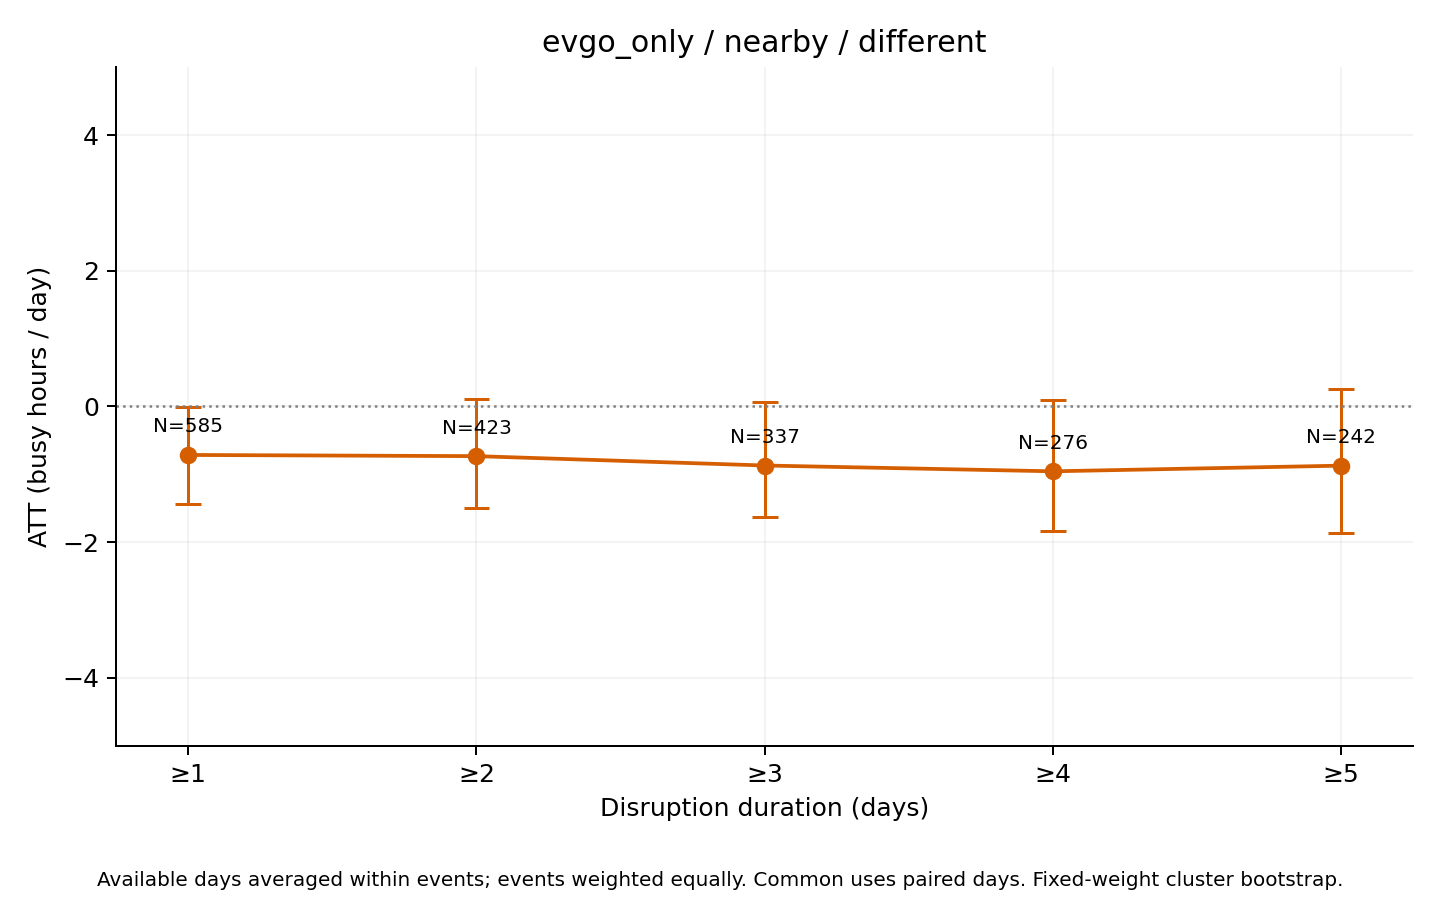 evgo_only / nearby / different
ATT (busy hours / day)
4
2
0
−2
−4
N=585
N=423
N=337
N=276
N=242
≥1
≥2
≥3
≥4
≥5
Disruption duration (days)
Available days averaged within events; events weighted equally. Common uses paired days. Fixed-weight cluster bootstrap.